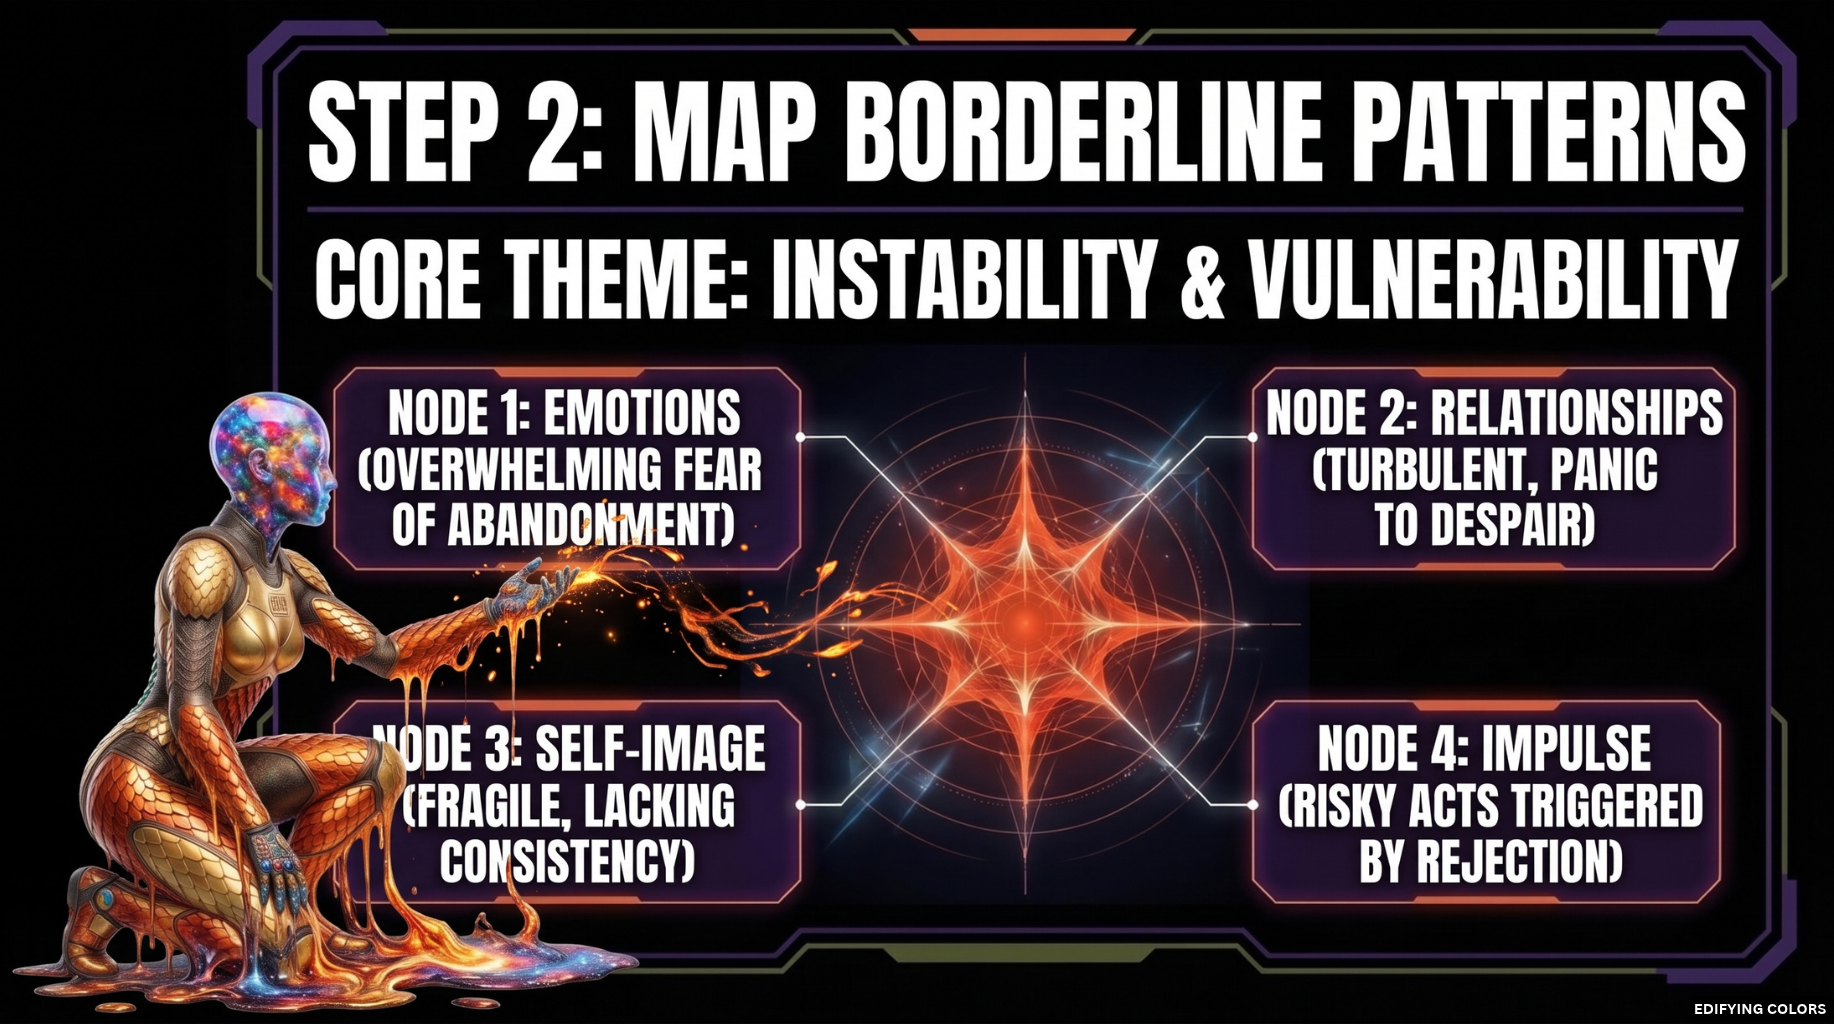 STEP 2: MAP BORDERLINE PATTERNS
CORE THEME: INSTABILITY & VULNERABILITY
NODE 1: EMOTIONS
(OVERWHELMING FEAR
OF ABANDONMENT)
NODE 2: RELATIONSHIPS
(TURBULENT, PANIC
TO DESPAIR)
NODE 3: SELF-IMAGE
(FRAGILE, LACKING
CONSISTENCY)
NODE 4: IMPULSE
(RISKY ACTS TRIGGERED
BY REJECTION)
EDIFYING COLORS